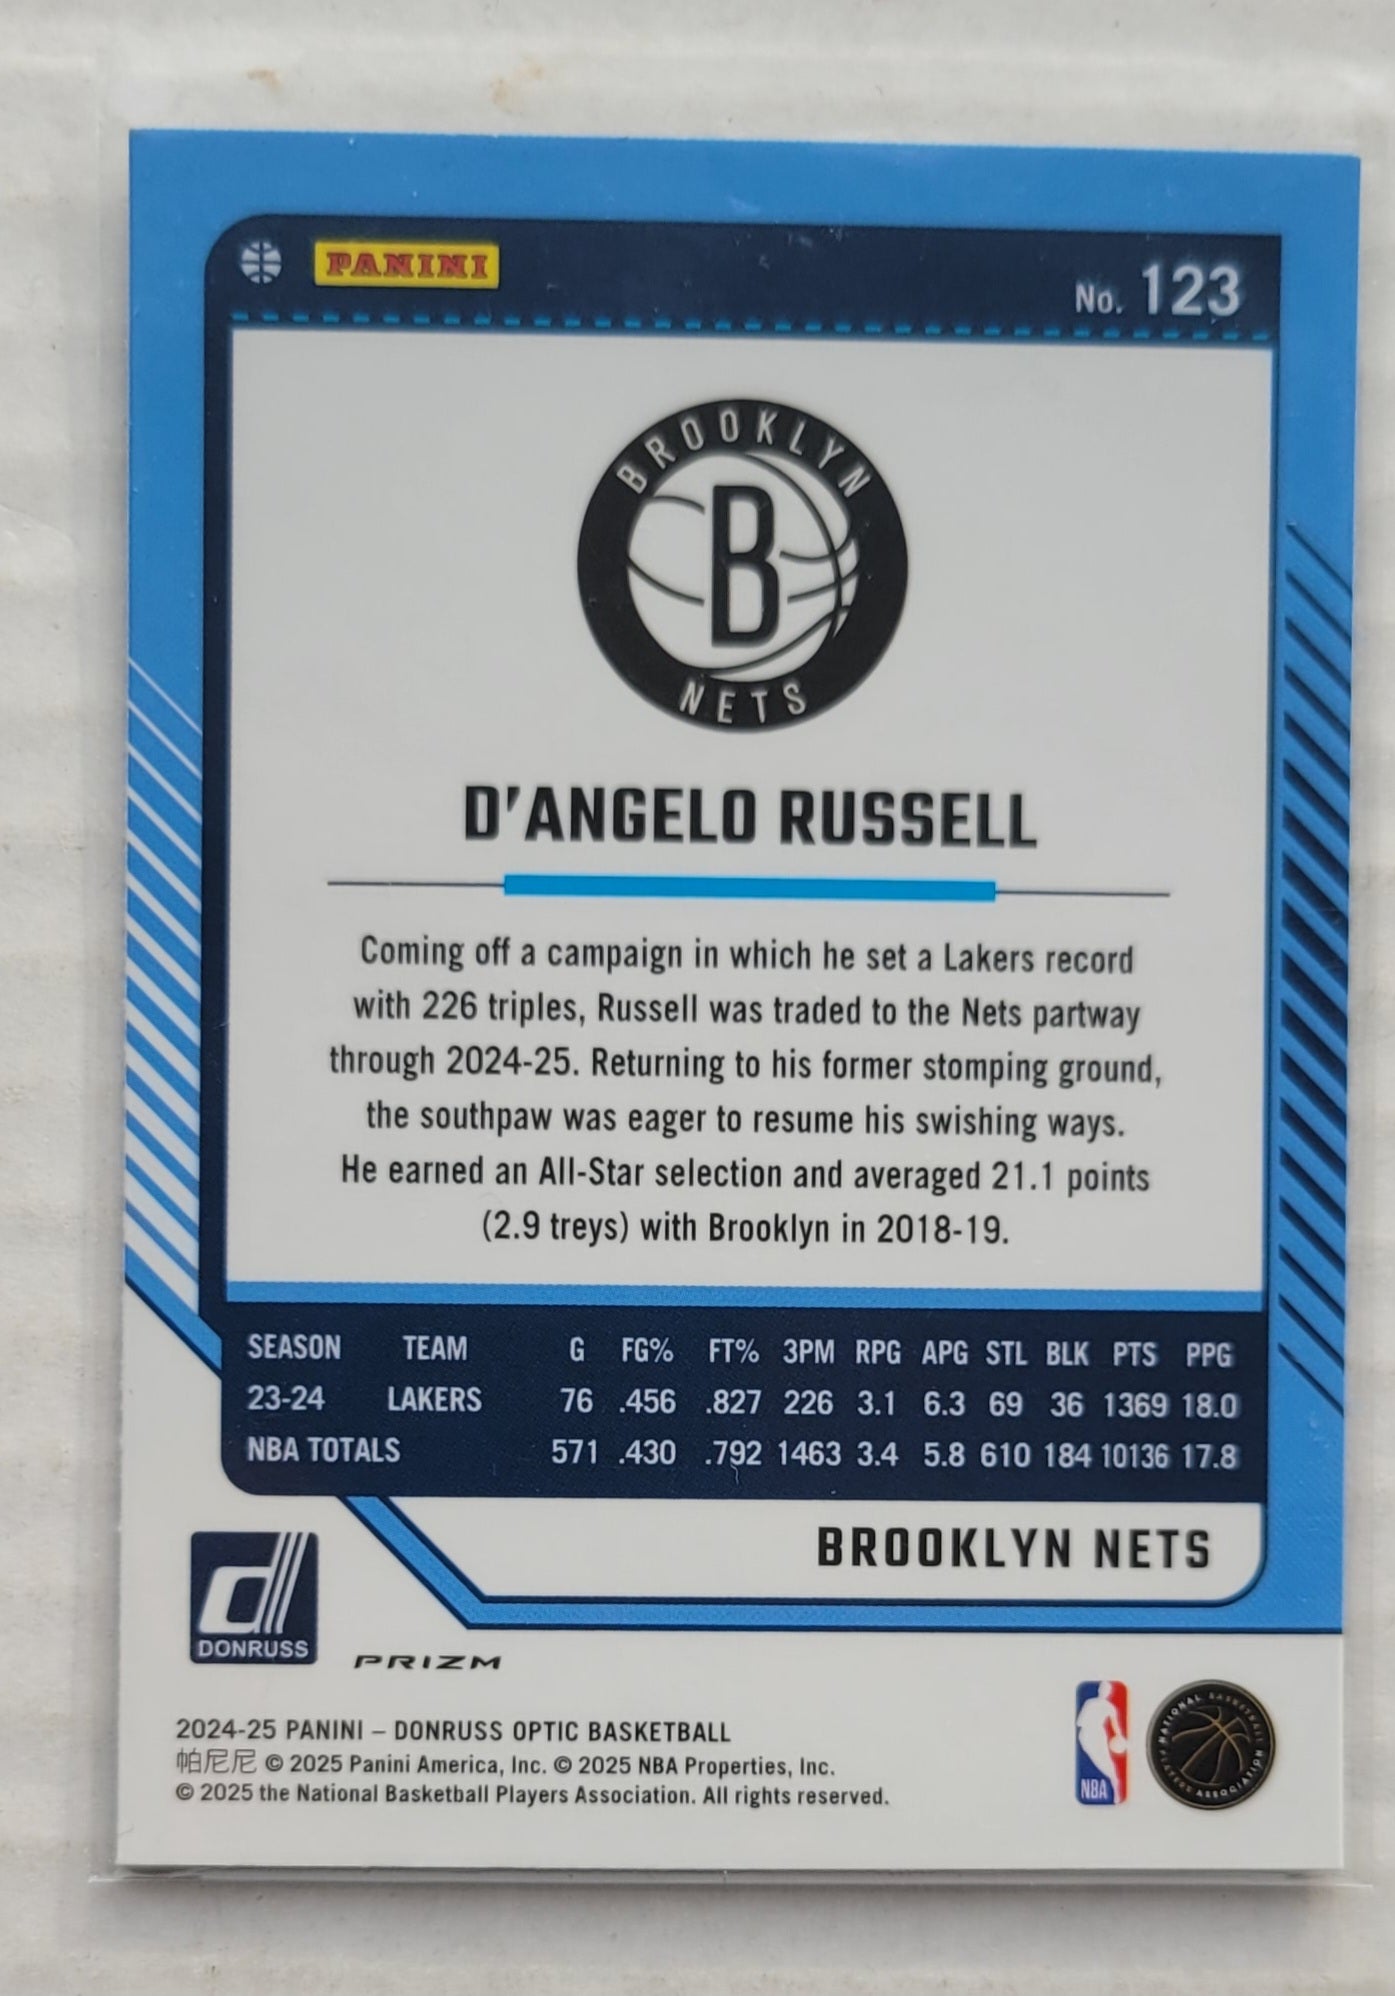 PANINI
No. 123
BROOKLYN
B
NETS
D'ANGELO RUSSELL
Coming off a campaign in which he set a Lakers record
with 226 triples, Russell was traded to the Nets partway
through 2024-25. Returning to his former stomping ground,
the southpaw was eager to resume his swishing ways.
He earned an All-Star selection and averaged 21.1 points
(2.9 treys) with Brooklyn in 2018-19.
SEASON TEAM G FG% FT% 3PM RPG APG STL BLK PTS PPG
23-24 LAKERS 76 .456 .827 226 3.1 6.3 69 36 1369 18.0
NBA TOTALS 571 .430 .792 1463 3.4 5.8 610 184 10136 17.8
BROOKLYN NETS
DONRUSS
PRIZM
NBA
NATIONAL BASKETBALL PLAYERS ASSOCIATION
2024-25 PANINI – DONRUSS OPTIC BASKETBALL
帕尼尼 © 2025 Panini America, Inc. © 2025 NBA Properties, Inc.
© 2025 the National Basketball Players Association. All rights reserved.